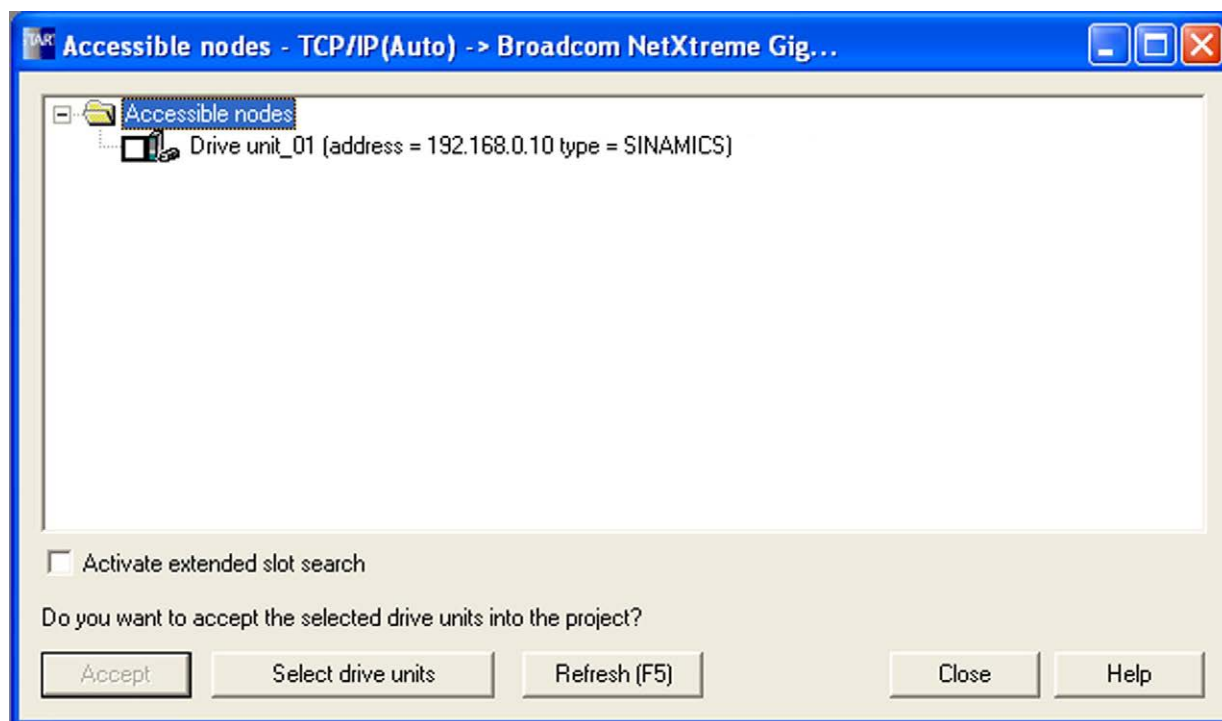 TAR Accessible nodes - TCP/IP(Auto) -> Broadcom NetXtreme Gig...
Accessible nodes
Drive unit_01 (address = 192.168.0.10 type = SINAMICS)
Activate extended slot search
Do you want to accept the selected drive units into the project?
Accept Select drive units Refresh (F5) Close Help